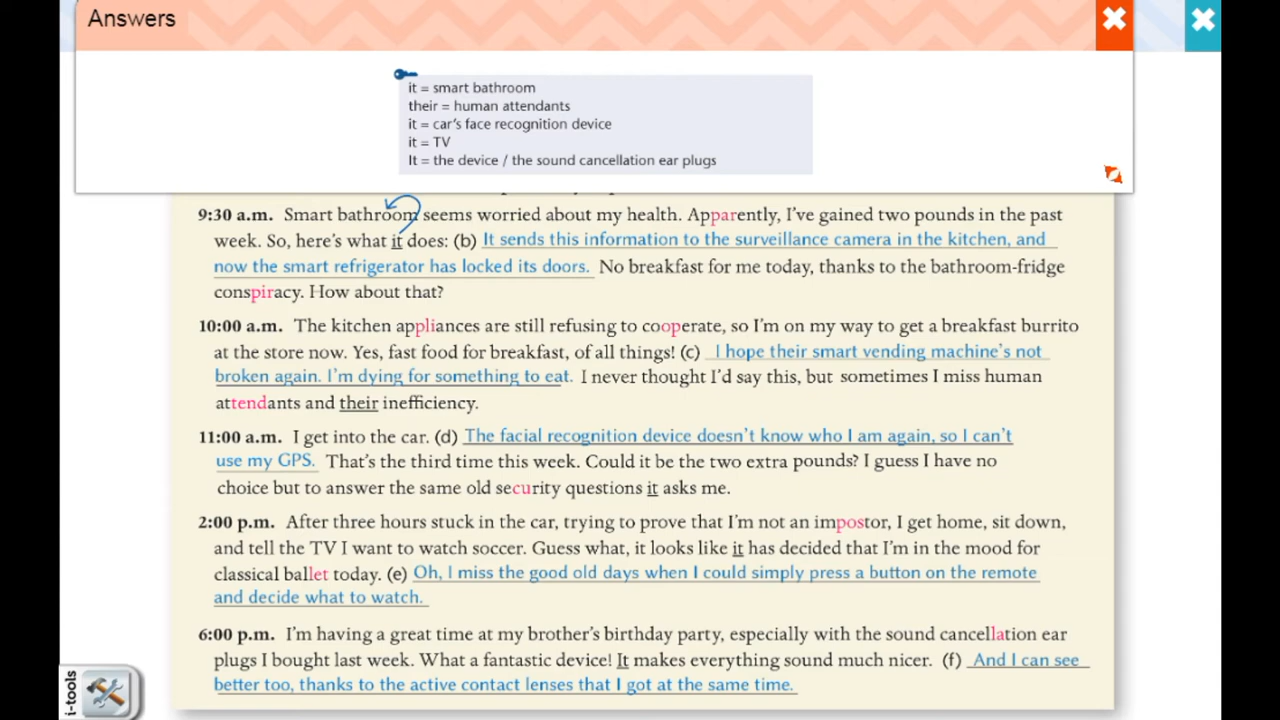 Answers
it = smart bathroom
their = human attendants
it = car's face recognition device
it = TV
It = the device / the sound cancellation ear plugs
9:30 a.m. Smart bathroom seems worried about my health. Apparently, I've gained two pounds in the past
week. So, here's what it does: (b) It sends this information to the surveillance camera in the kitchen, and
now the smart refrigerator has locked its doors. No breakfast for me today, thanks to the bathroom-fridge
conspiracy. How about that?
10:00 a.m. The kitchen appliances are still refusing to cooperate, so I'm on my way to get a breakfast burrito
at the store now. Yes, fast food for breakfast, of all things! (c) I hope their smart vending machine's not
broken again. I'm dying for something to eat. I never thought I'd say this, but sometimes I miss human
attendants and their inefficiency.
11:00 a.m. I get into the car. (d) The facial recognition device doesn't know who I am again, so I can't
use my GPS. That's the third time this week. Could it be the two extra pounds? I guess I have no
choice but to answer the same old security questions it asks me.
2:00 p.m. After three hours stuck in the car, trying to prove that I'm not an impostor, I get home, sit down,
and tell the TV I want to watch soccer. Guess what, it looks like it has decided that I'm in the mood for
classical ballet today. (e) Oh, I miss the good old days when I could simply press a button on the remote
and decide what to watch.
6:00 p.m. I'm having a great time at my brother's birthday party, especially with the sound cancellation ear
plugs I bought last week. What a fantastic device! It makes everything sound much nicer. (f) And I can see
better too, thanks to the active contact lenses that I got at the same time.
i-tools